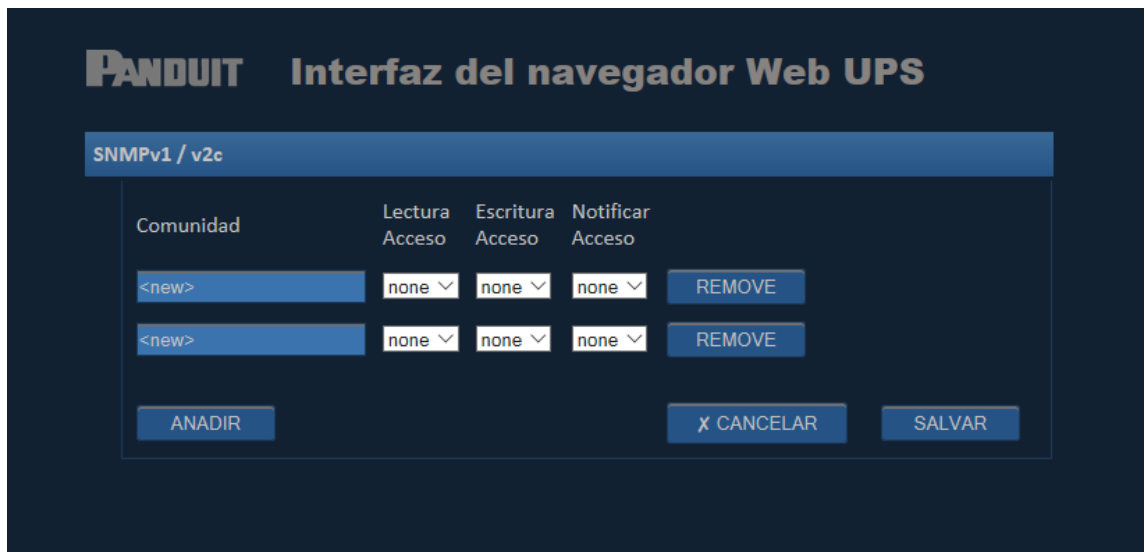 PANDUIT Interfaz del navegador Web UPS
SNMPv1 / v2c
Comunidad
Lectura Acceso
Escritura Acceso
Notificar Acceso
<new> none none none REMOVE
<new> none none none REMOVE
ANADIR ✗ CANCELAR SALVAR